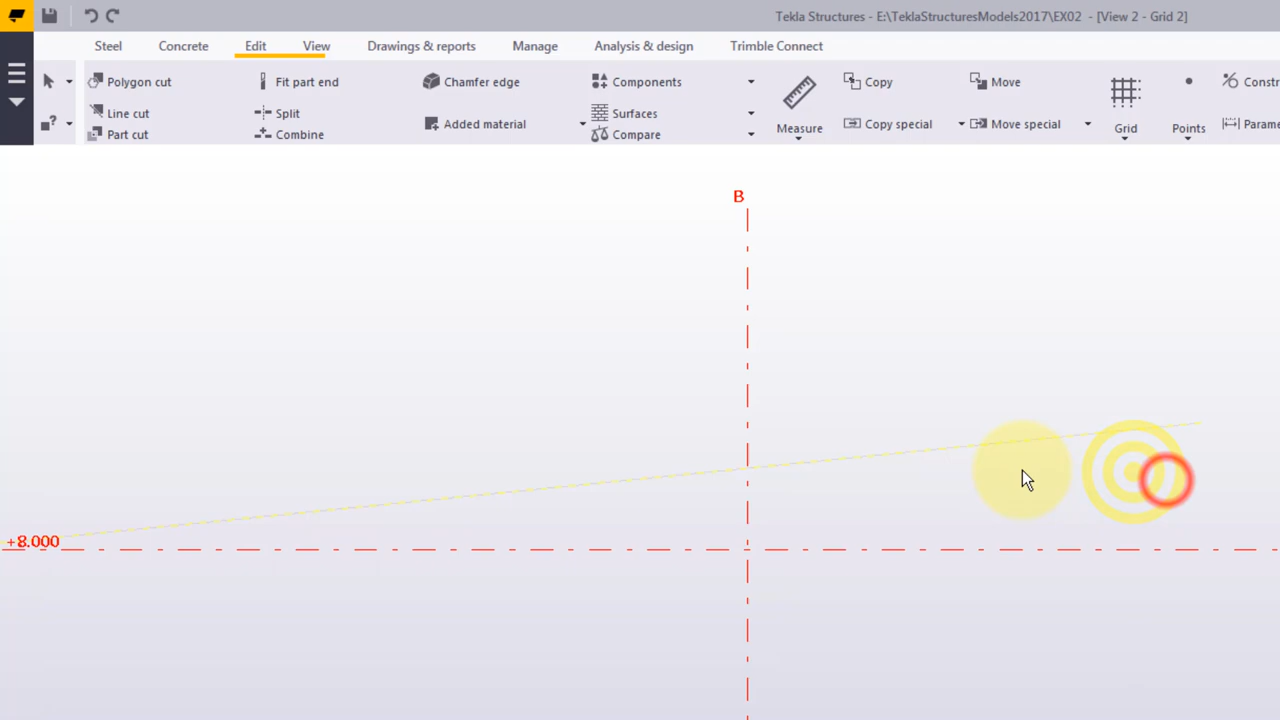 Tekla Structures - E:\TeklaStructuresModels2017\EX02 - [View 2 - Grid 2]
Steel Concrete Edit View Drawings & reports Manage Analysis & design Trimble Connect
Polygon cut Fit part end Chamfer edge Components Copy Move Constr
Line cut Split Added material Surfaces Measure Copy special Move special Grid Points Parame
Part cut Combine Compare
B
+8.000